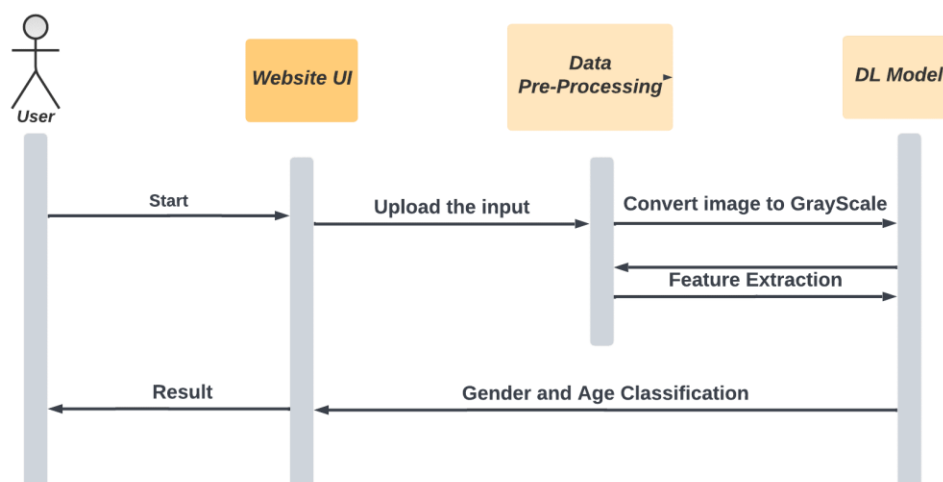 User
Website UI
Data
Pre-Processing
DL Model
Start
Upload the input
Convert image to GrayScale
Feature Extraction
Result
Gender and Age Classification